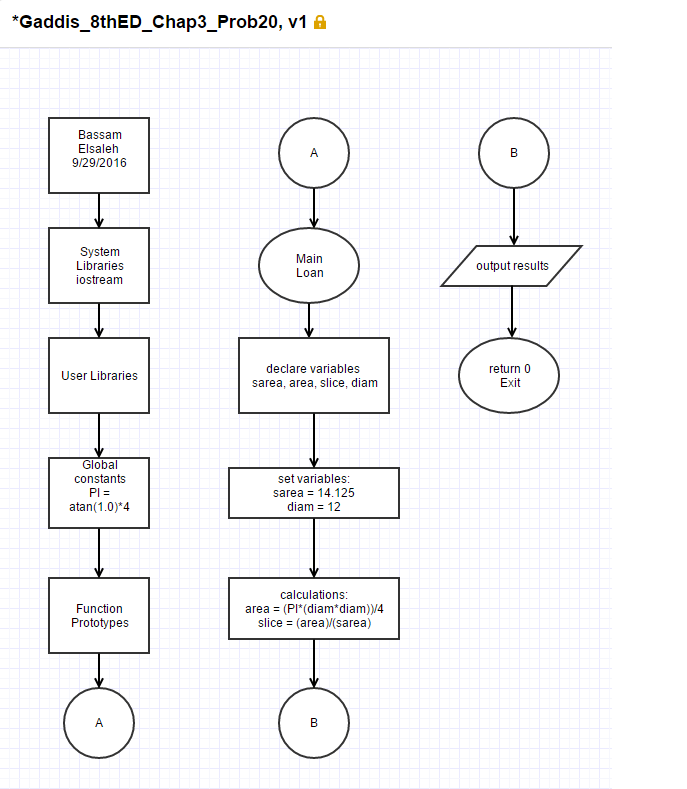 *Gaddis_8thED_Chap3_Prob20, v1
Bassam
Elsaleh
9/29/2016
System
Libraries
iostream
User Libraries
Global
constants
PI =
atan(1.0)*4
Function
Prototypes
A
A
Main
Loan
declare variables
sarea, area, slice, diam
set variables:
sarea = 14.125
diam = 12
calculations:
area = (PI*(diam*diam))/4
slice = (area)/(sarea)
B
B
output results
return 0
Exit